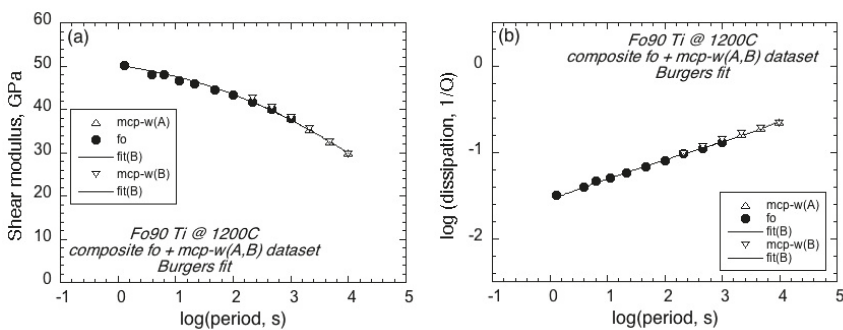 (a)
Shear modulus, GPa
60
50
40
30
20
10
0
mcp-w(A)
fo
fit(B)
mcp-w(B)
fit(B)
Fo90 Ti @ 1200C
composite fo + mcp-w(A,B) dataset
Burgers fit
-1 0 1 2 3 4 5
log(period, s)
(b)
Fo90 Ti @ 1200C
composite fo + mcp-w(A,B) dataset
Burgers fit
log (dissipation, 1/Q)
0
-1
-2
mcp-w(A)
fo
fit(B)
mcp-w(B)
fit(B)
-1 0 1 2 3 4 5
log(period, s)